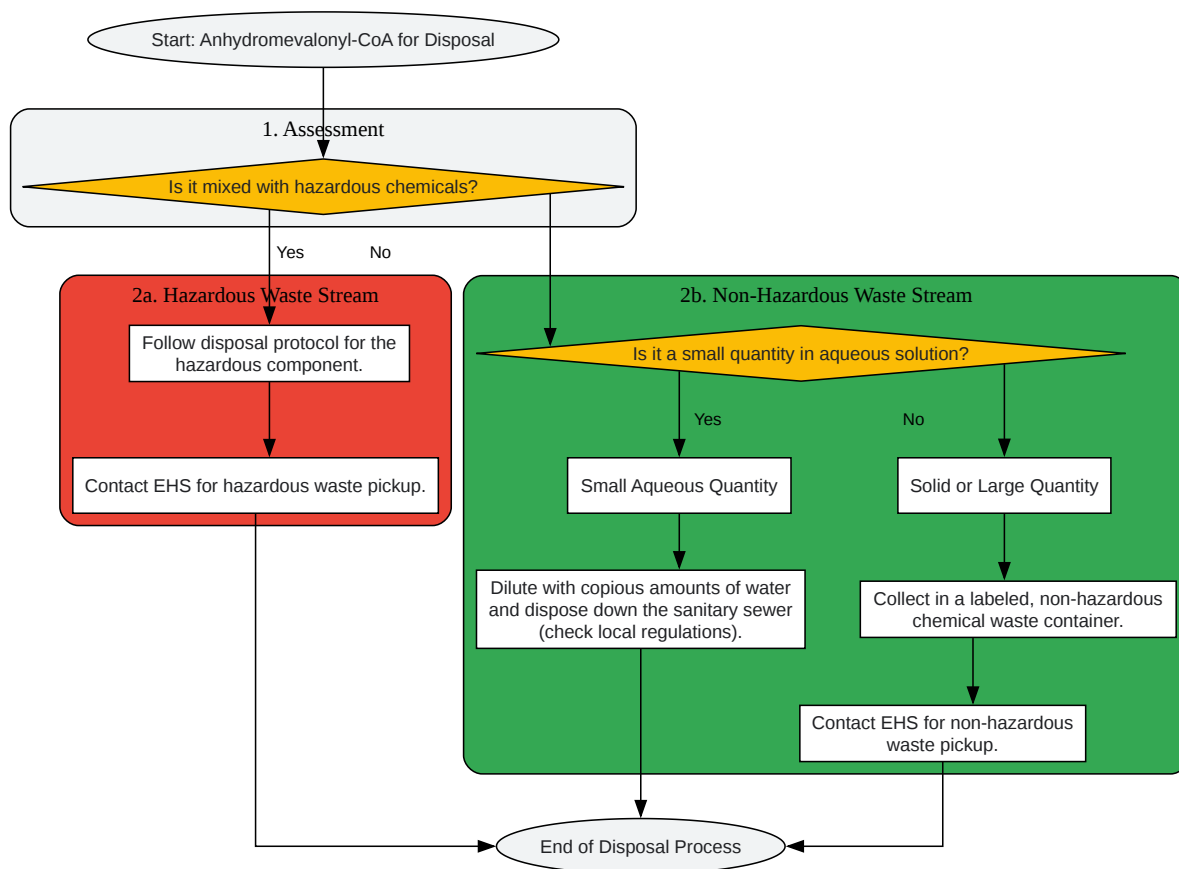 Start: Anhydromevalonyl-CoA for Disposal
1. Assessment
Is it mixed with hazardous chemicals?
Yes
No
2a. Hazardous Waste Stream
Follow disposal protocol for the
hazardous component.
Contact EHS for hazardous waste pickup.
2b. Non-Hazardous Waste Stream
Is it a small quantity in aqueous solution?
Yes
No
Small Aqueous Quantity
Solid or Large Quantity
Dilute with copious amounts of water
and dispose down the sanitary sewer
(check local regulations).
Collect in a labeled, non-hazardous
chemical waste container.
Contact EHS for non-hazardous
waste pickup.
End of Disposal Process